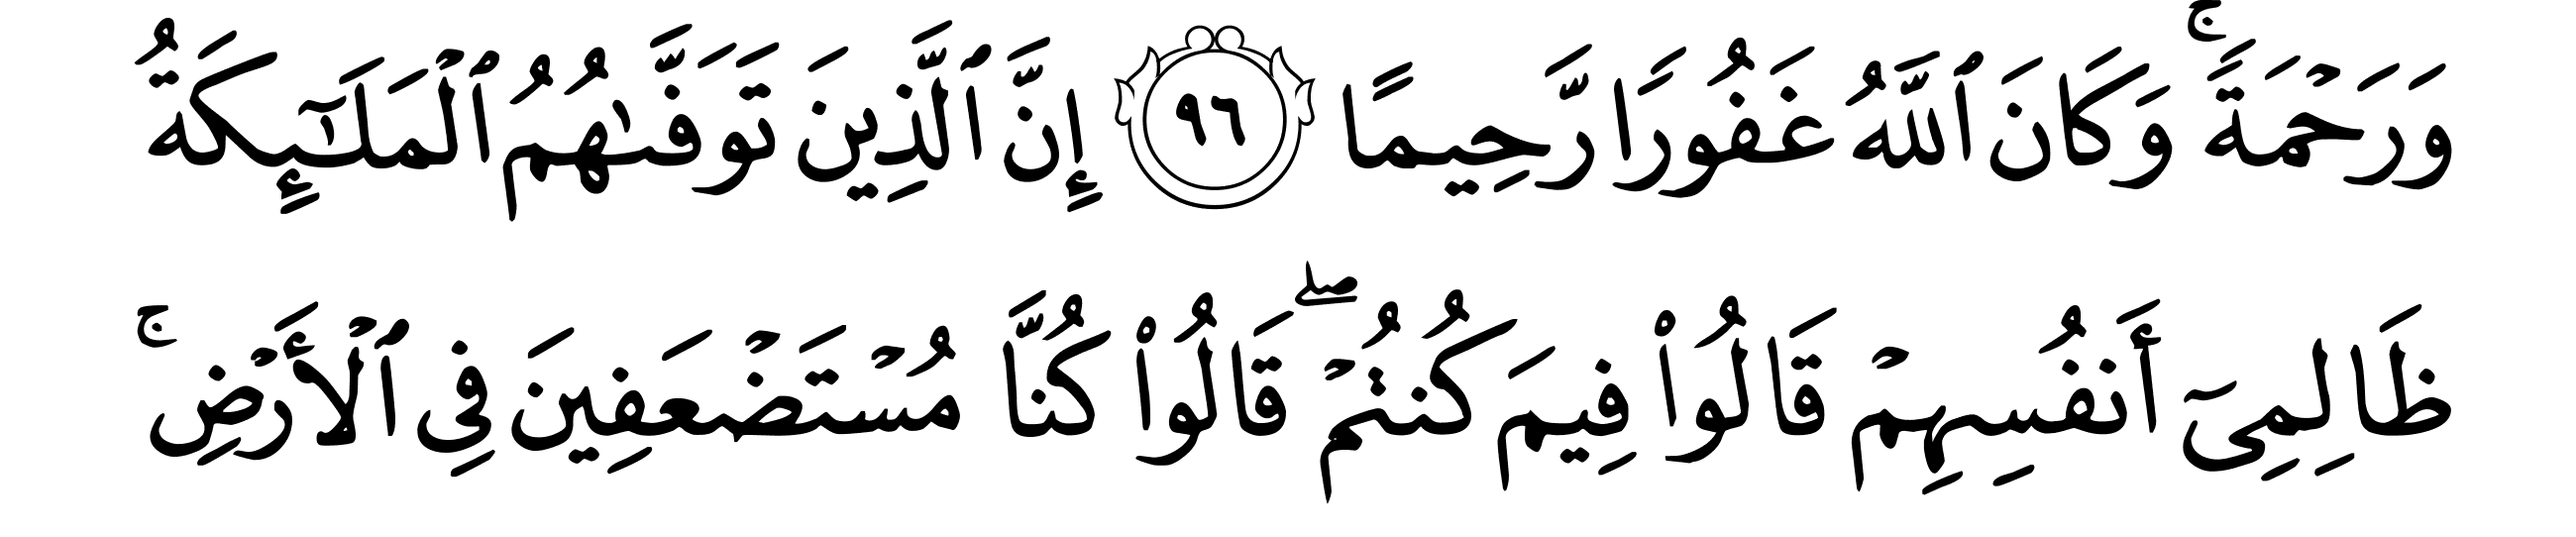 وَرَحْمَةًۚ وَكَانَ ٱللَّهُ غَفُورًا رَّحِيمًا ٩٦ إِنَّ ٱلَّذِينَ تَوَفَّىٰهُمُ ٱلْمَلَـٰٓئِكَةُ
ظَالِمِىٓ أَنفُسِهِمْ قَالُوا۟ فِيمَ كُنتُمْۖ قَالُوا۟ كُنَّا مُسْتَضْعَفِينَ فِى ٱلْأَرْضِۚ